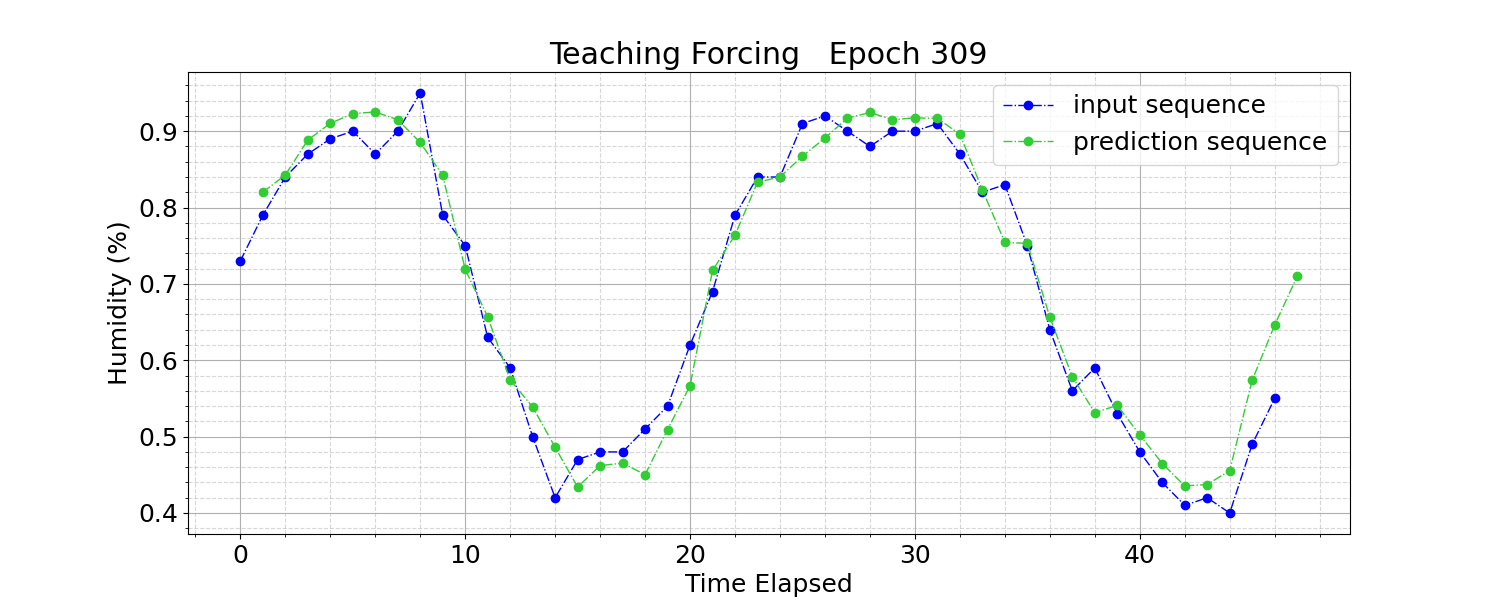 Teaching Forcing   Epoch 309
input sequence
prediction sequence
Humidity (%)
0.9
0.8
0.7
0.6
0.5
0.4
0 10 20 30 40
Time Elapsed